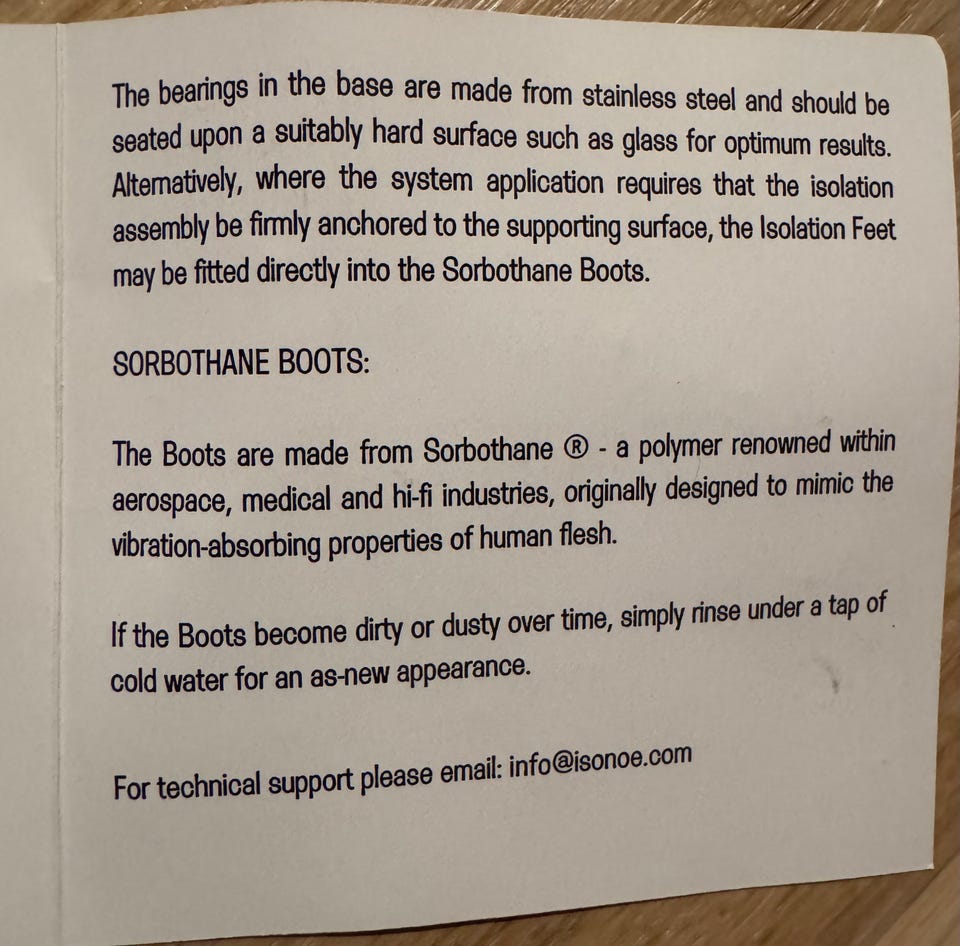 The bearings in the base are made from stainless steel and should be
seated upon a suitably hard surface such as glass for optimum results.
Alternatively, where the system application requires that the isolation
assembly be firmly anchored to the supporting surface, the Isolation Feet
may be fitted directly into the Sorbothane Boots.
SORBOTHANE BOOTS:
The Boots are made from Sorbothane ® - a polymer renowned within
aerospace, medical and hi-fi industries, originally designed to mimic the
vibration-absorbing properties of human flesh.
If the Boots become dirty or dusty over time, simply rinse under a tap of
cold water for an as-new appearance.
For technical support please email: info@isonoe.com